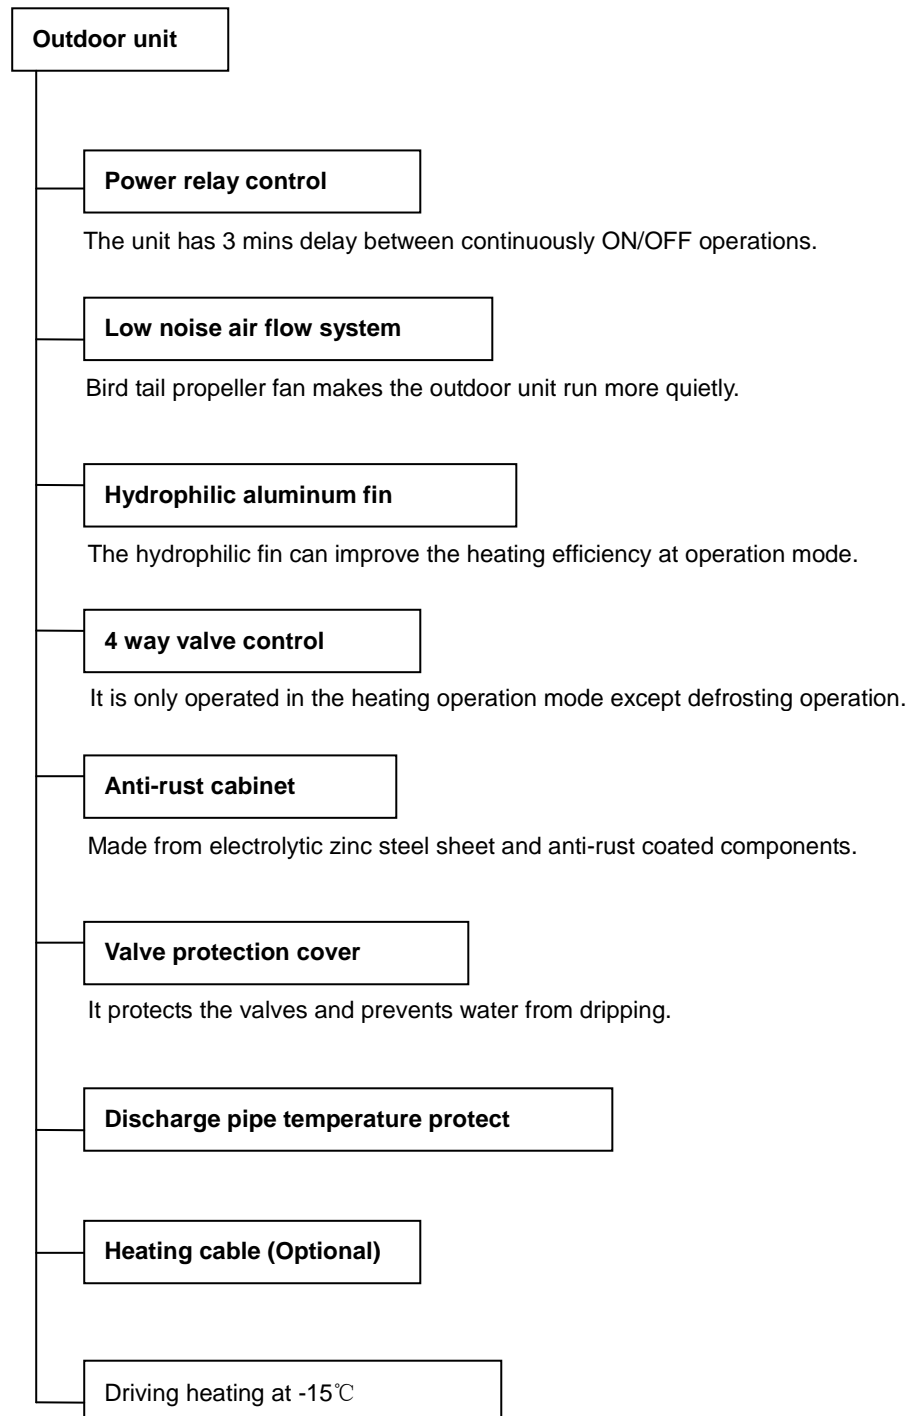 Outdoor unit
Power relay control
The unit has 3 mins delay between continuously ON/OFF operations.
Low noise air flow system
Bird tail propeller fan makes the outdoor unit run more quietly.
Hydrophilic aluminum fin
The hydrophilic fin can improve the heating efficiency at operation mode.
4 way valve control
It is only operated in the heating operation mode except defrosting operation.
Anti-rust cabinet
Made from electrolytic zinc steel sheet and anti-rust coated components.
Valve protection cover
It protects the valves and prevents water from dripping.
Discharge pipe temperature protect
Heating cable (Optional)
Driving heating at -15℃